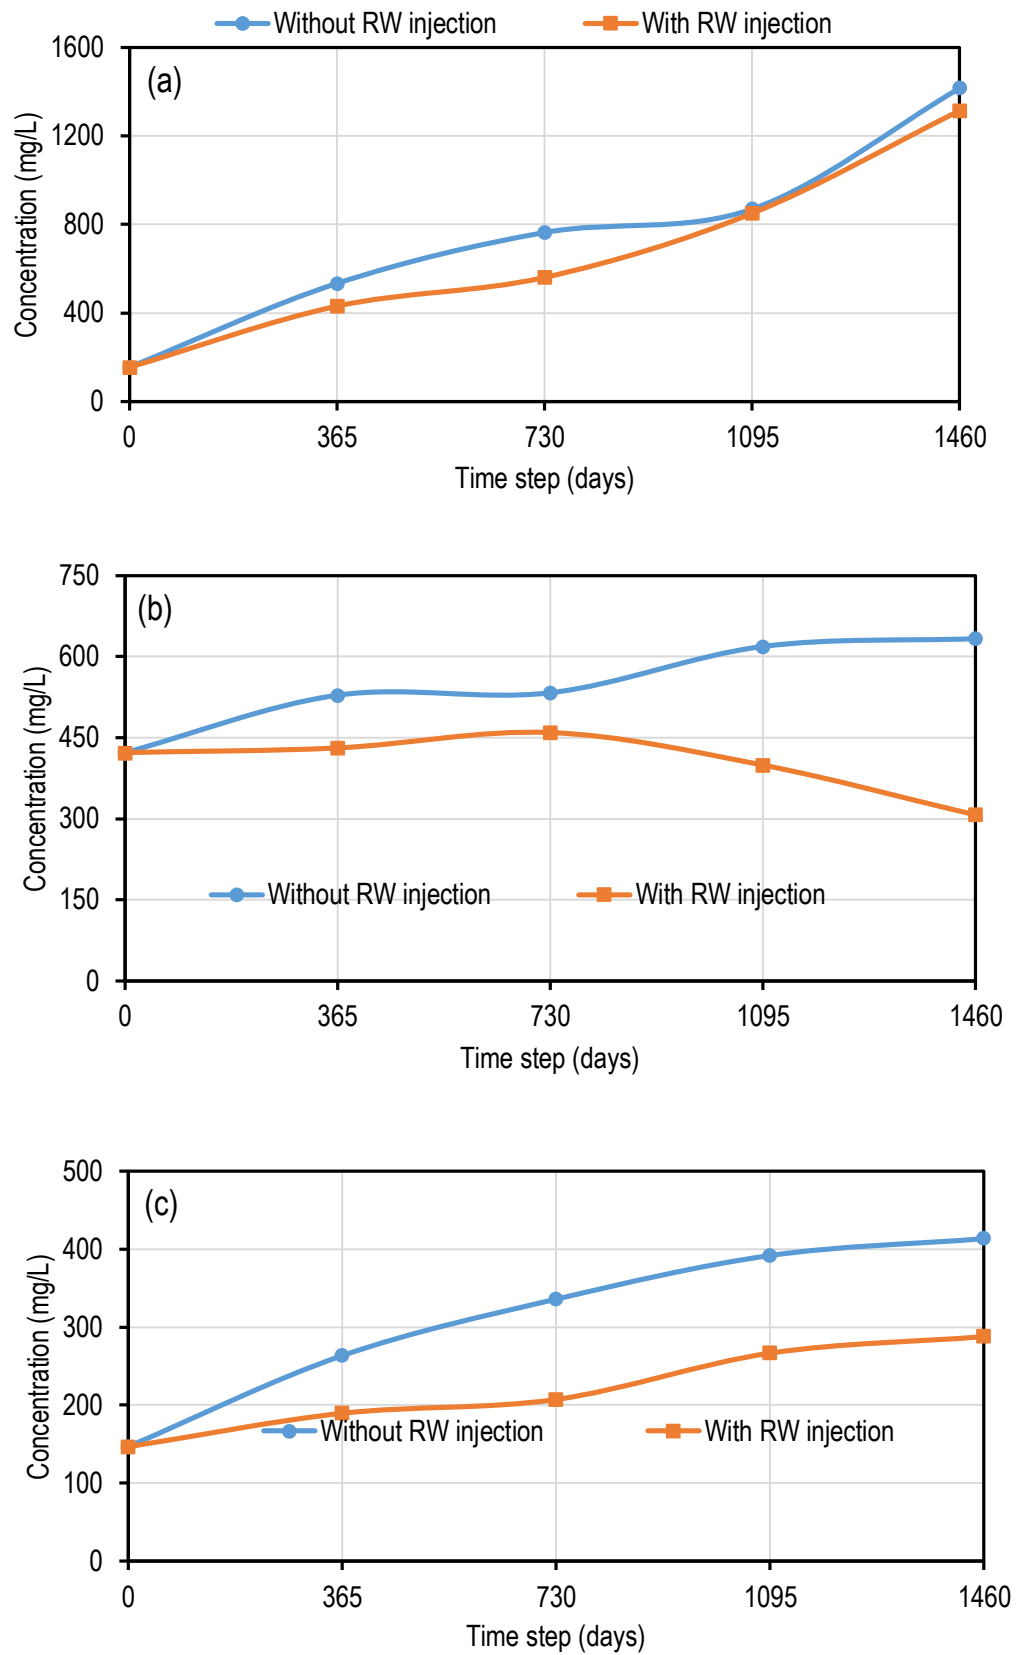 Without RW injection With RW injection
(a)
1600
1200
800
400
0
Concentration (mg/L)
0 365 730 1095 1460
Time step (days)
(b)
750
600
450
300
150
0
Concentration (mg/L)
Without RW injection With RW injection
0 365 730 1095 1460
Time step (days)
(c)
500
400
300
200
100
0
Concentration (mg/L)
Without RW injection With RW injection
0 365 730 1095 1460
Time step (days)